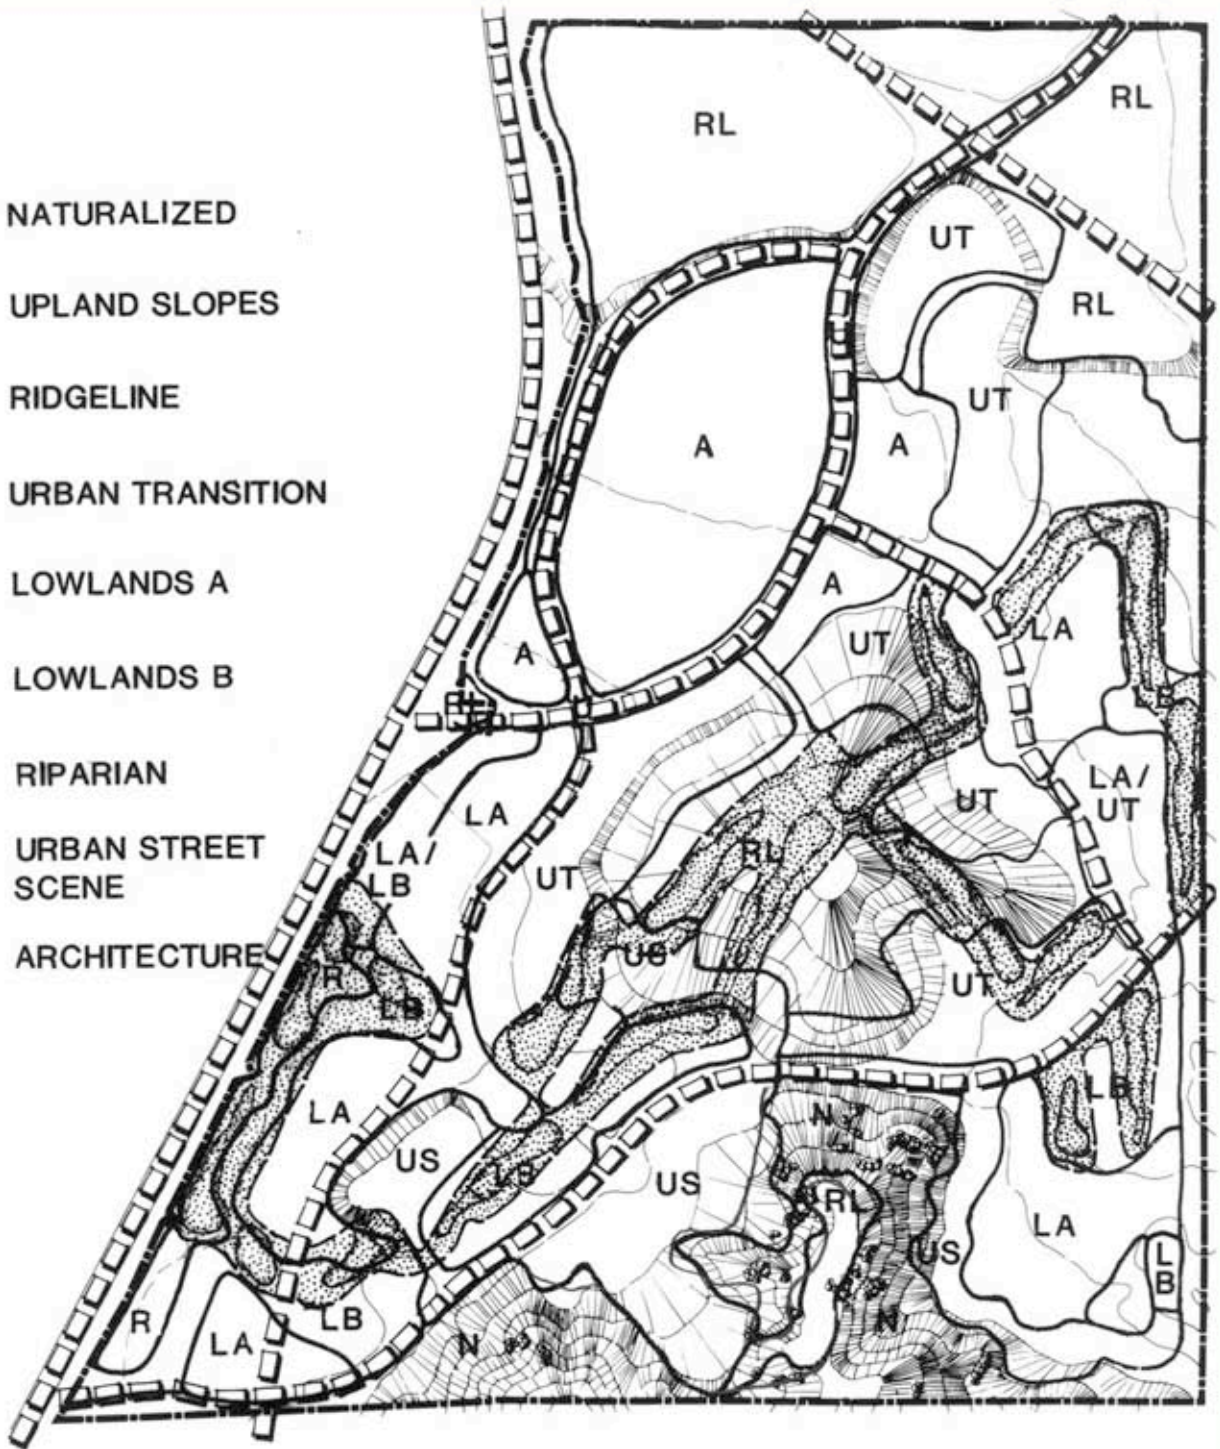 RL
RL
NATURALIZED
UT
UPLAND SLOPES
RL
RIDGELINE
UT
A
A
URBAN TRANSITION
LOWLANDS A
A
LA
UT
A
LOWLANDS B
LB
RIPARIAN
LA/
UT
UT
LA
URBAN STREET
SCENE
LA/
LB
RL
UT
ARCHITECTURE
US
R
UT
LB
LB
LA
N
US
LB
US
RL
LA
US
L
B
R
LB
N
LA
N